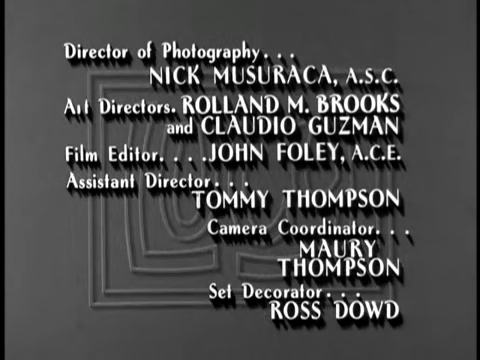 Director of Photography. . .
NICK MUSURACA, A.S.C.
Art Directors. ROLLAND M. BROOKS
and CLAUDIO GUZMAN
Film Editor. . . .JOHN FOLEY, A.C.E.
Assistant Director. . .
TOMMY THOMPSON
Camera Coordinator. . .
MAURY
THOMPSON
Set Decorator. . .
ROSS DOWD